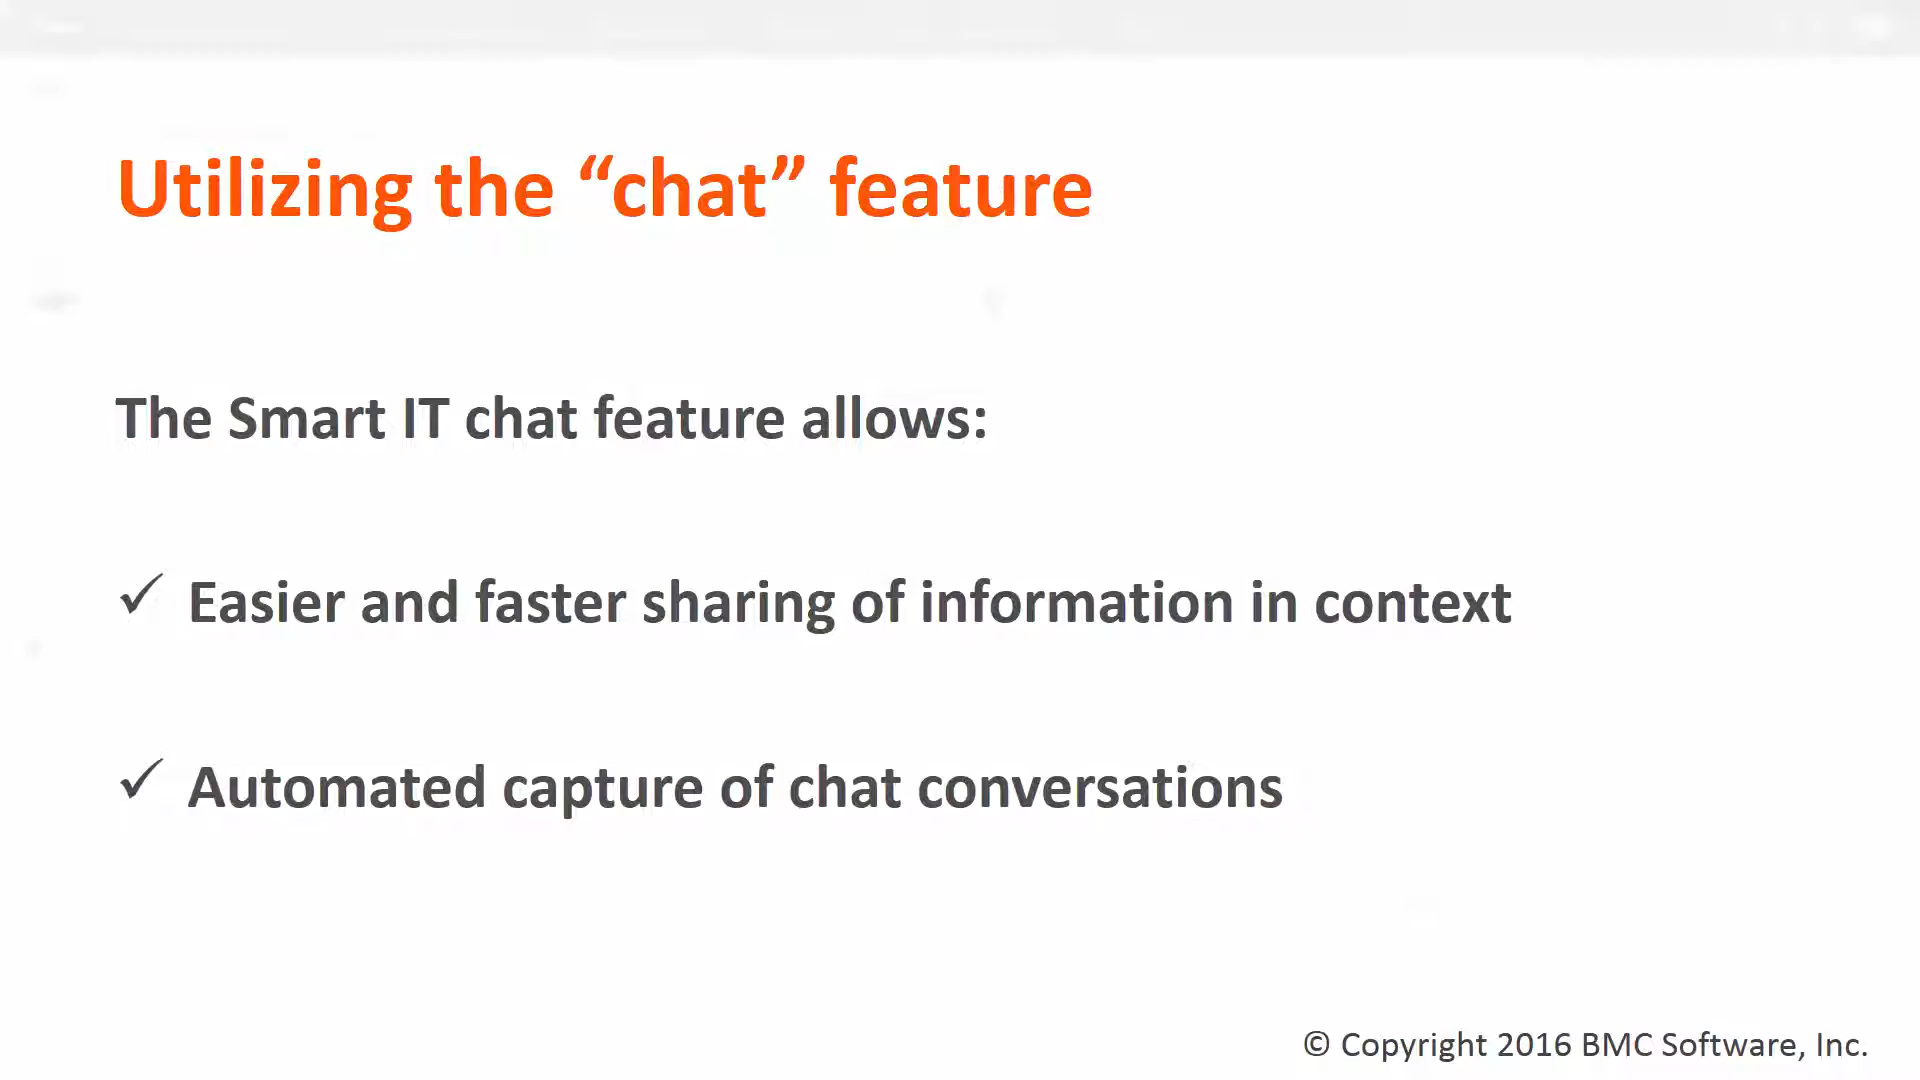 Utilizing the “chat” feature
The Smart IT chat feature allows:
✓ Easier and faster sharing of information in context
✓ Automated capture of chat conversations
© Copyright 2016 BMC Software, Inc.